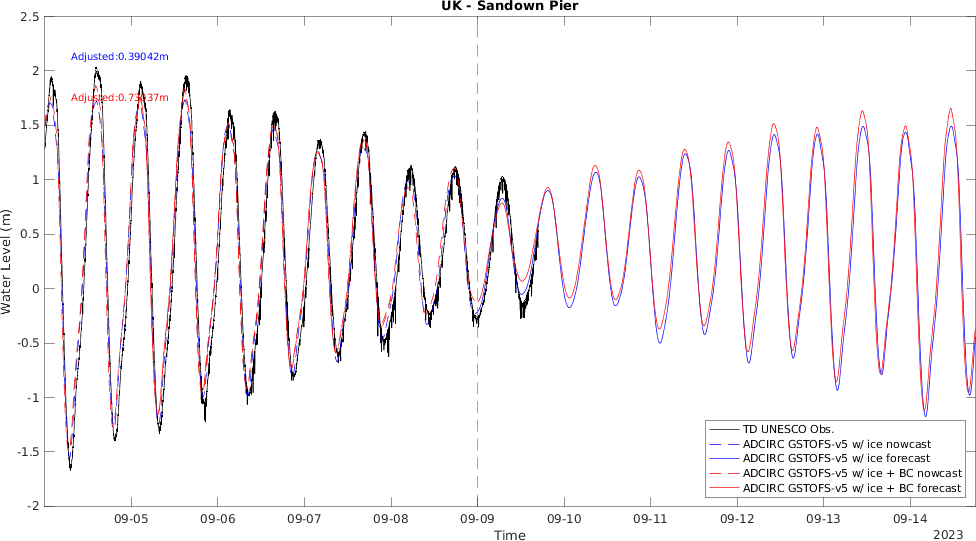 UK - Sandown Pier
2.5
2
1.5
1
0.5
0
-0.5
-1
-1.5
-2
Water Level (m)
Adjusted:0.39042m
Adjusted:0.73037m
TD UNESCO Obs.
ADCIRC GSTOFS-v5 w/ ice nowcast
ADCIRC GSTOFS-v5 w/ ice forecast
ADCIRC GSTOFS-v5 w/ ice + BC nowcast
ADCIRC GSTOFS-v5 w/ ice + BC forecast
09-05 09-06 09-07 09-08 09-09 09-10 09-11 09-12 09-13 09-14
Time
2023